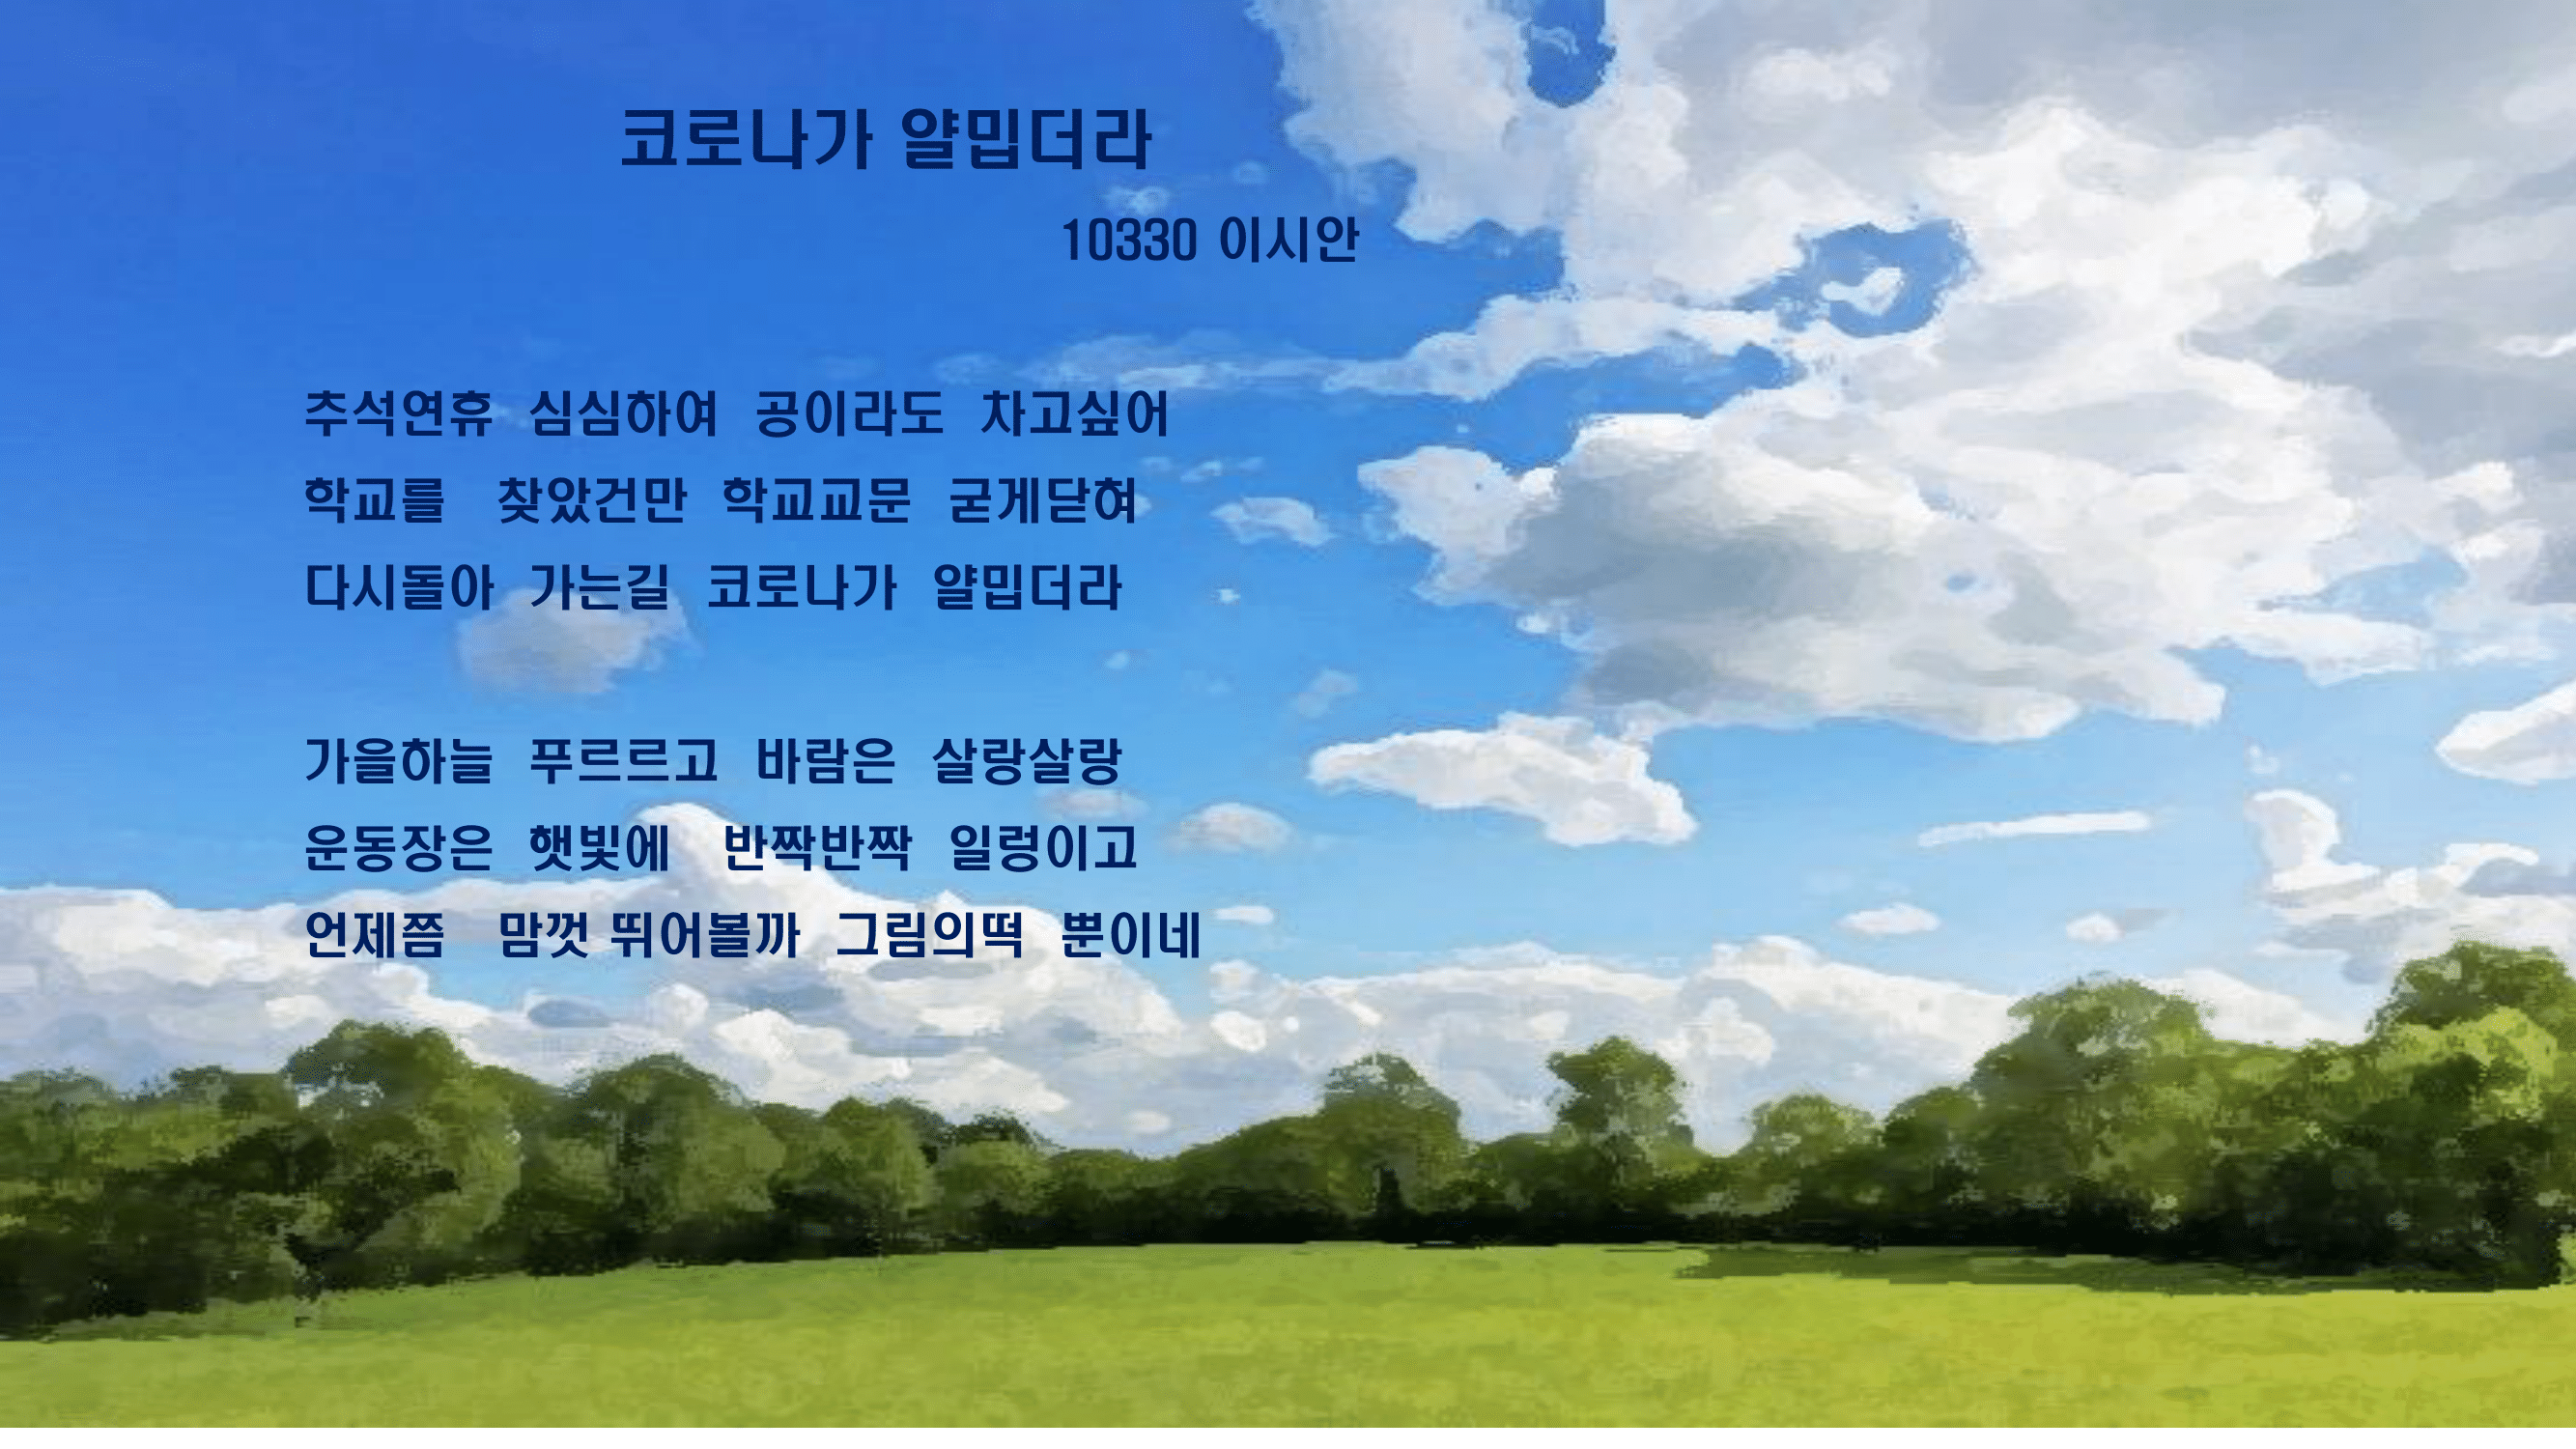 코로나가 얄밉더라
10330 이시안
추석연휴 심심하여 공이라도 차고싶어
학교를 찾았건만 학교교문 굳게닫혀
다시돌아 가는길 코로나가 얄밉더라
가을하늘 푸르르고 바람은 살랑살랑
운동장은 햇빛에 반짝반짝 일렁이고
언제쯤 맘껏 뛰어볼까 그림의떡 뿐이네